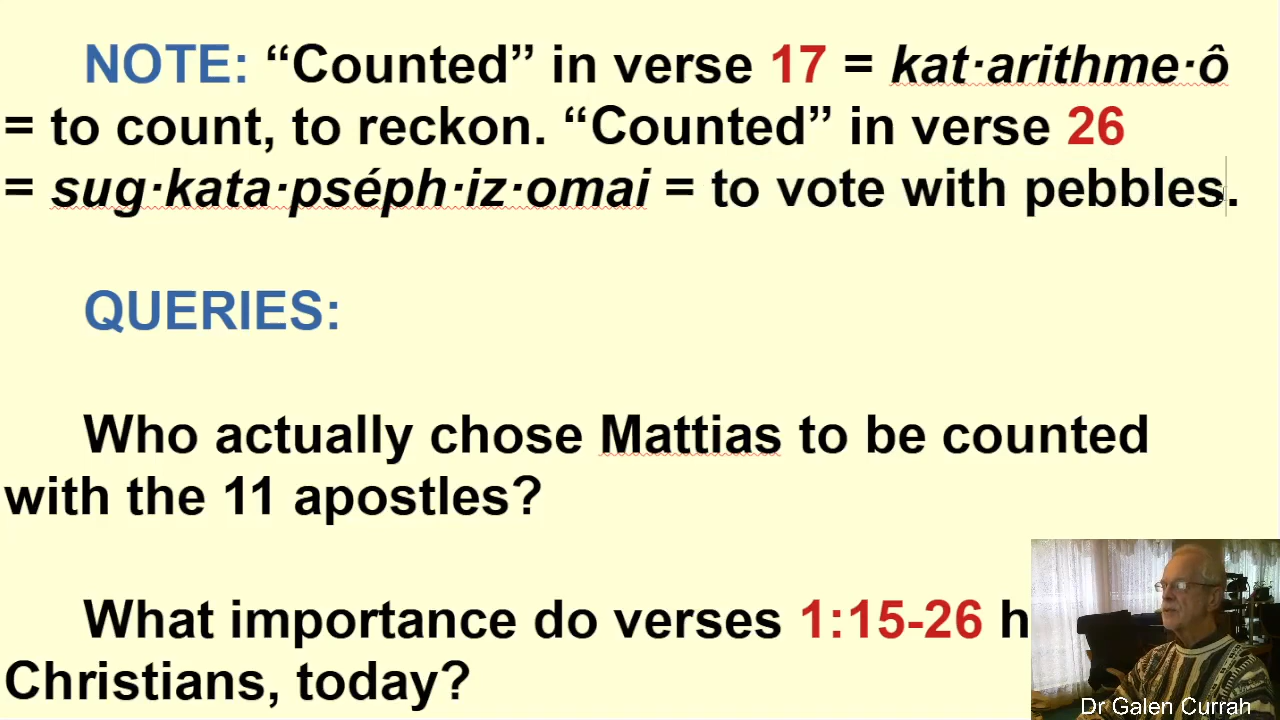 NOTE: “Counted” in verse 17 = kat·arithme·ô
= to count, to reckon. “Counted” in verse 26
= sug·kata·pséph·iz·omai = to vote with pebbles.
QUERIES:
Who actually chose Mattias to be counted
with the 11 apostles?
What importance do verses 1:15-26 h
Christians, today?
Dr Galen Currah